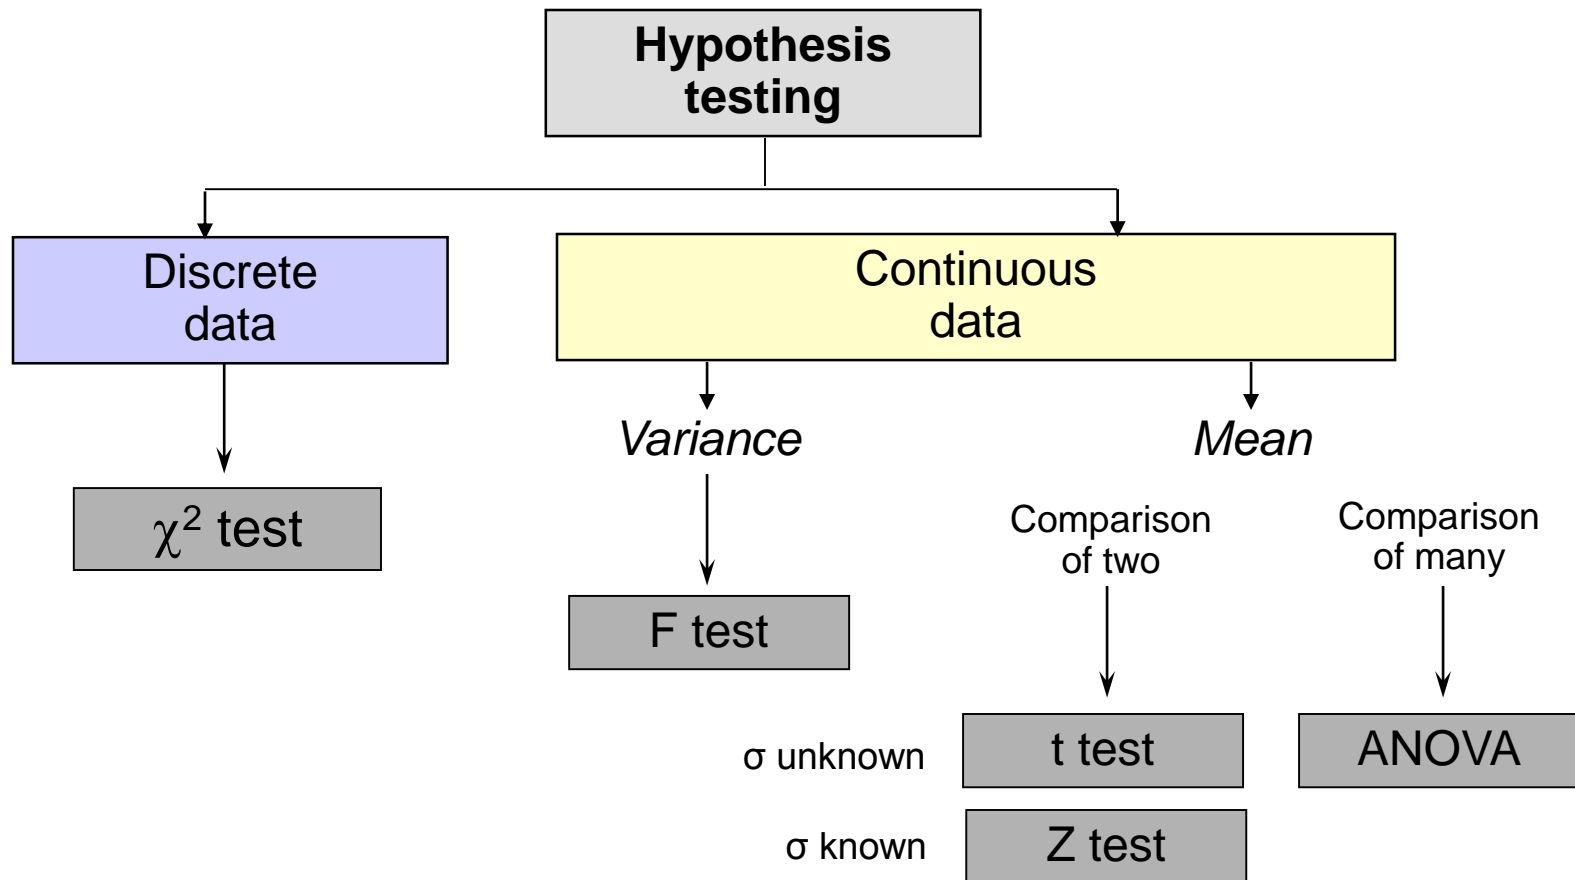 Hypothesis
testing
Discrete
data
Continuous
data
Variance
Mean
χ² test
Comparison
of two
Comparison
of many
F test
σ unknown
t test
ANOVA
σ known
Z test